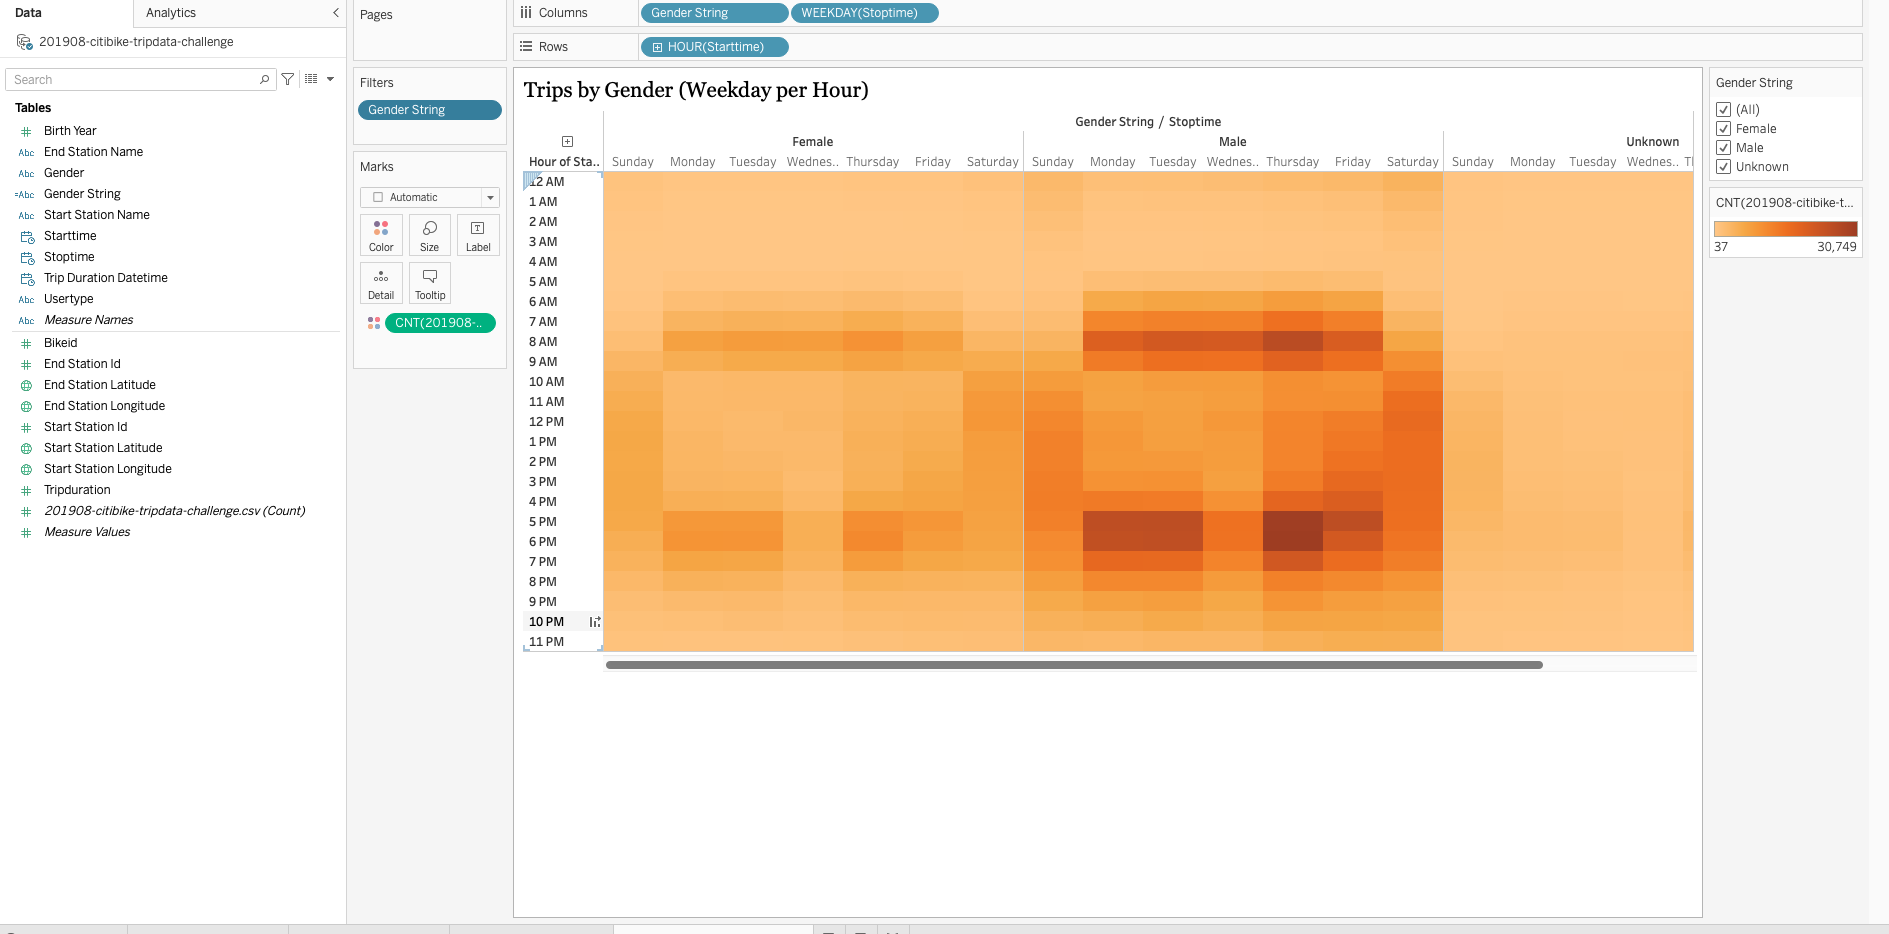 Data
Analytics
201908-citibike-tripdata-challenge
Search
Tables
Birth Year
Abc End Station Name
Abc Gender
=Abc Gender String
Abc Start Station Name
Starttime
Stoptime
Trip Duration Datetime
Abc Usertype
Abc Measure Names
Bikeid
End Station Id
End Station Latitude
End Station Longitude
Start Station Id
Start Station Latitude
Start Station Longitude
Tripduration
201908-citibike-tripdata-challenge.csv (Count)
Measure Values
Pages
Filters
Gender String
Marks
Automatic
Color Size Label
Detail Tooltip
CNT(201908-..
Columns Gender String WEEKDAY(Stoptime)
Rows HOUR(Starttime)
Trips by Gender (Weekday per Hour)
Gender String / Stoptime
Female Male Unknown
Hour of Sta.. Sunday Monday Tuesday Wednes.. Thursday Friday Saturday Sunday Monday Tuesday Wednes.. Thursday Friday Saturday Sunday Monday Tuesday Wednes..
12 AM
1 AM
2 AM
3 AM
4 AM
5 AM
6 AM
7 AM
8 AM
9 AM
10 AM
11 AM
12 PM
1 PM
2 PM
3 PM
4 PM
5 PM
6 PM
7 PM
8 PM
9 PM
10 PM
11 PM
Gender String
(All)
Female
Male
Unknown
CNT(201908-citibike-t...
37 30,749